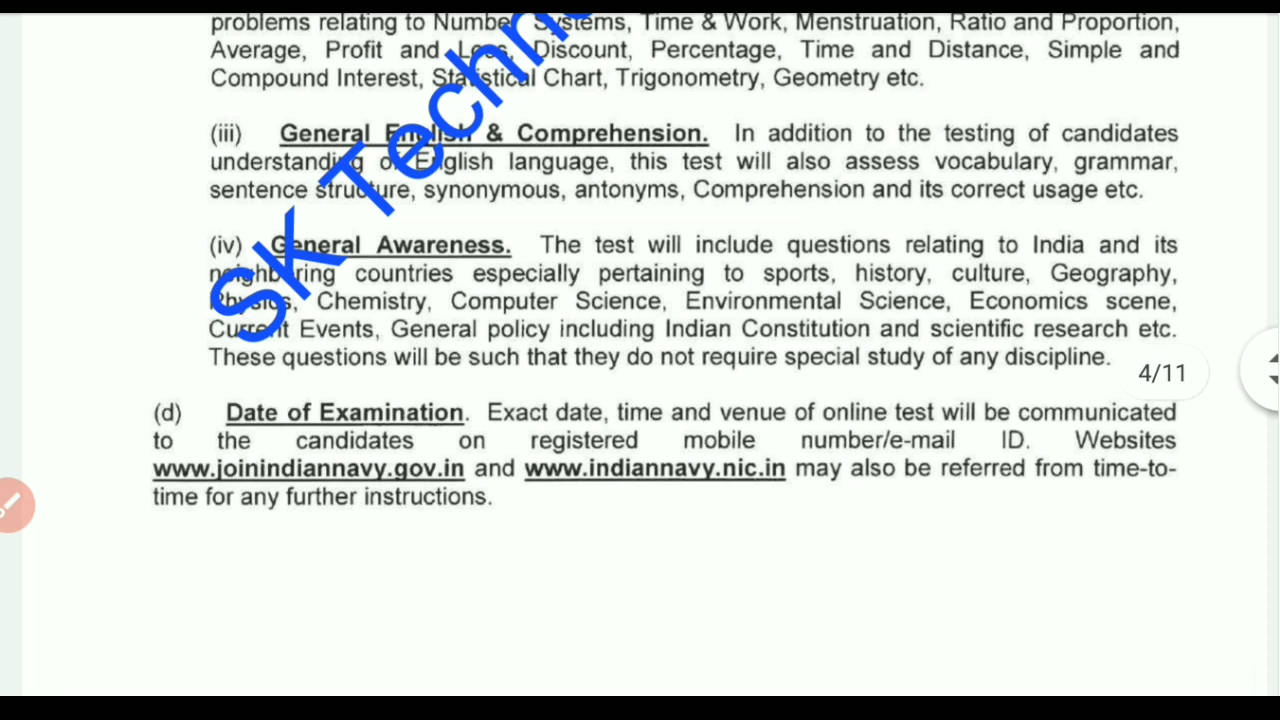 problems relating to Number Systems, Time & Work, Menstruation, Ratio and Proportion,
Average, Profit and Loss, Discount, Percentage, Time and Distance, Simple and
Compound Interest, Statistical Chart, Trigonometry, Geometry etc.
(iii) General English & Comprehension. In addition to the testing of candidates
understanding of English language, this test will also assess vocabulary, grammar,
sentence structure, synonymous, antonyms, Comprehension and its correct usage etc.
(iv) General Awareness. The test will include questions relating to India and its
neighboring countries especially pertaining to sports, history, culture, Geography,
Physics, Chemistry, Computer Science, Environmental Science, Economics scene,
Current Events, General policy including Indian Constitution and scientific research etc.
These questions will be such that they do not require special study of any discipline.
4/11
(d) Date of Examination. Exact date, time and venue of online test will be communicated
to the candidates on registered mobile number/e-mail ID. Websites
www.joinindiannavy.gov.in and www.indiannavy.nic.in may also be referred from time-to-
time for any further instructions.
SK Techno